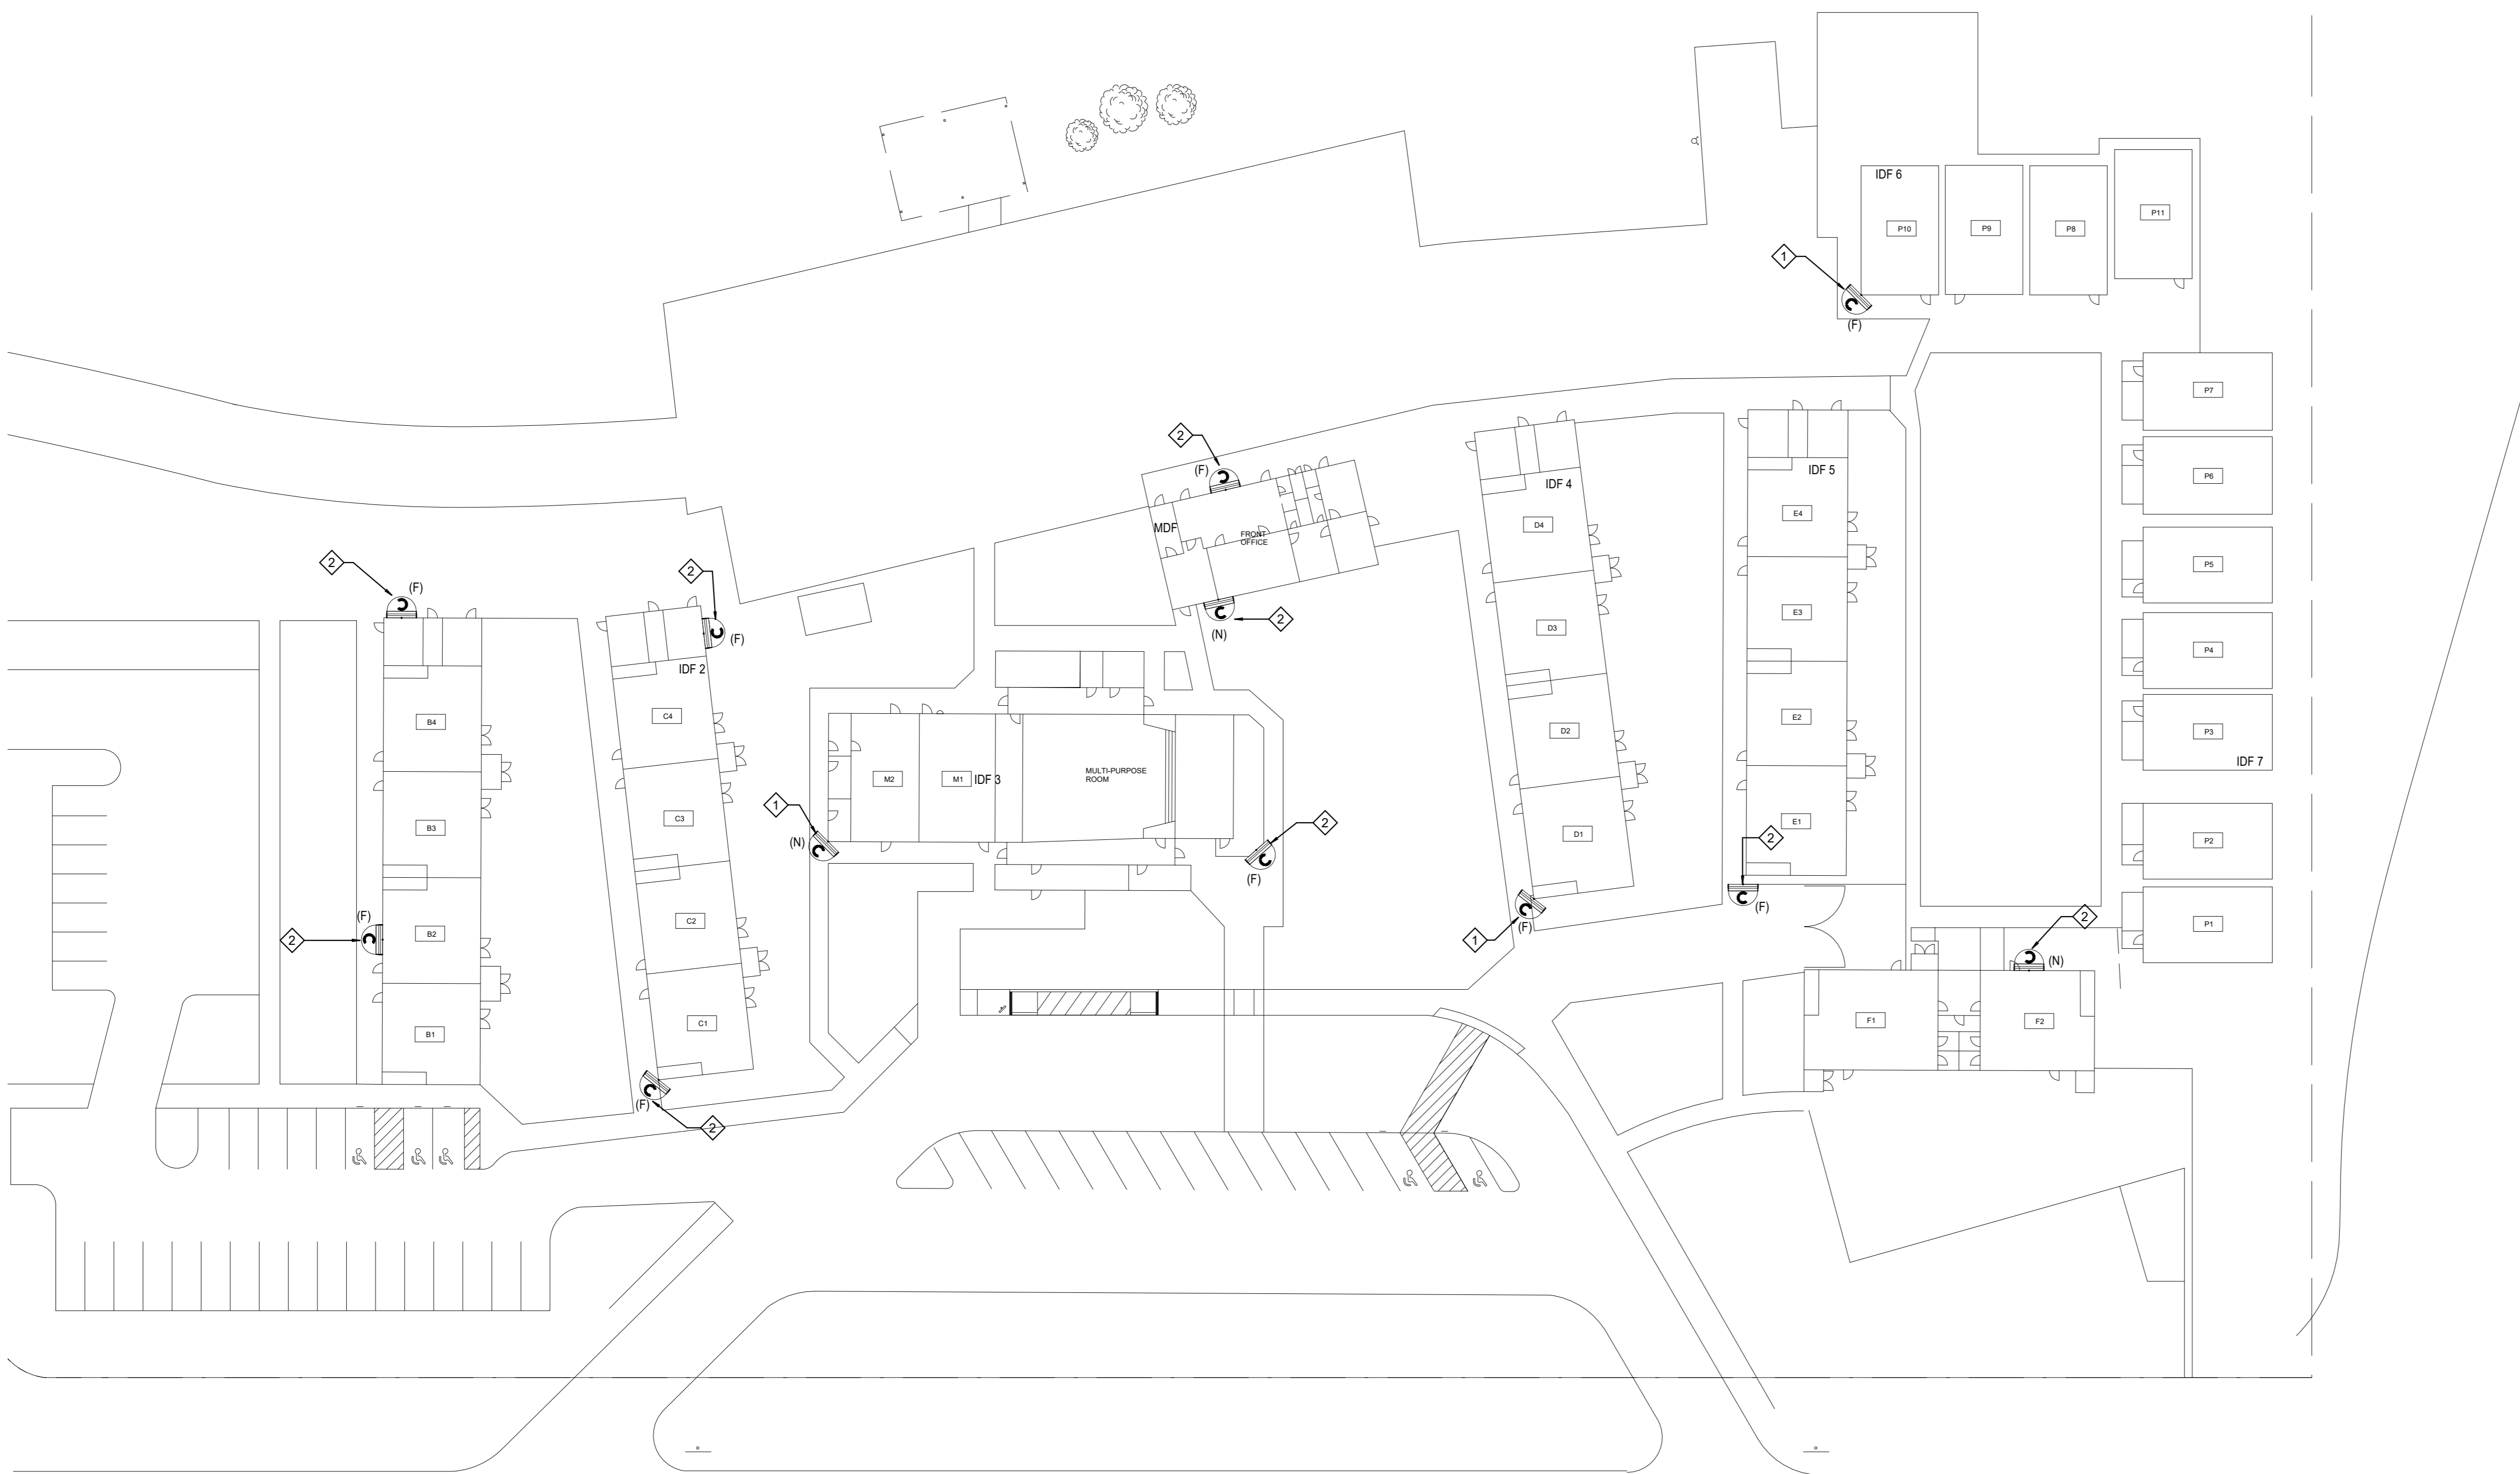 IDF 6
P11
P10
P9
P8
1
(F)
P7
2
(F)
IDF 5
P6
IDF 4
E4
D4
MDF
FRONT
OFFICE
2
(F)
2
(F)
P5
E3
2
(N)
D3
P4
IDF 2
C4
E2
B4
D2
P3
IDF 7
MULTI-PURPOSE
ROOM
M2
M1
IDF 3
1
(N)
C3
2
(F)
E1
B3
D1
2
P2
(F)
(F)
C2
2
P1
2
B2
1
(F)
2
(N)
C1
F1
F2
B1
(F)
2